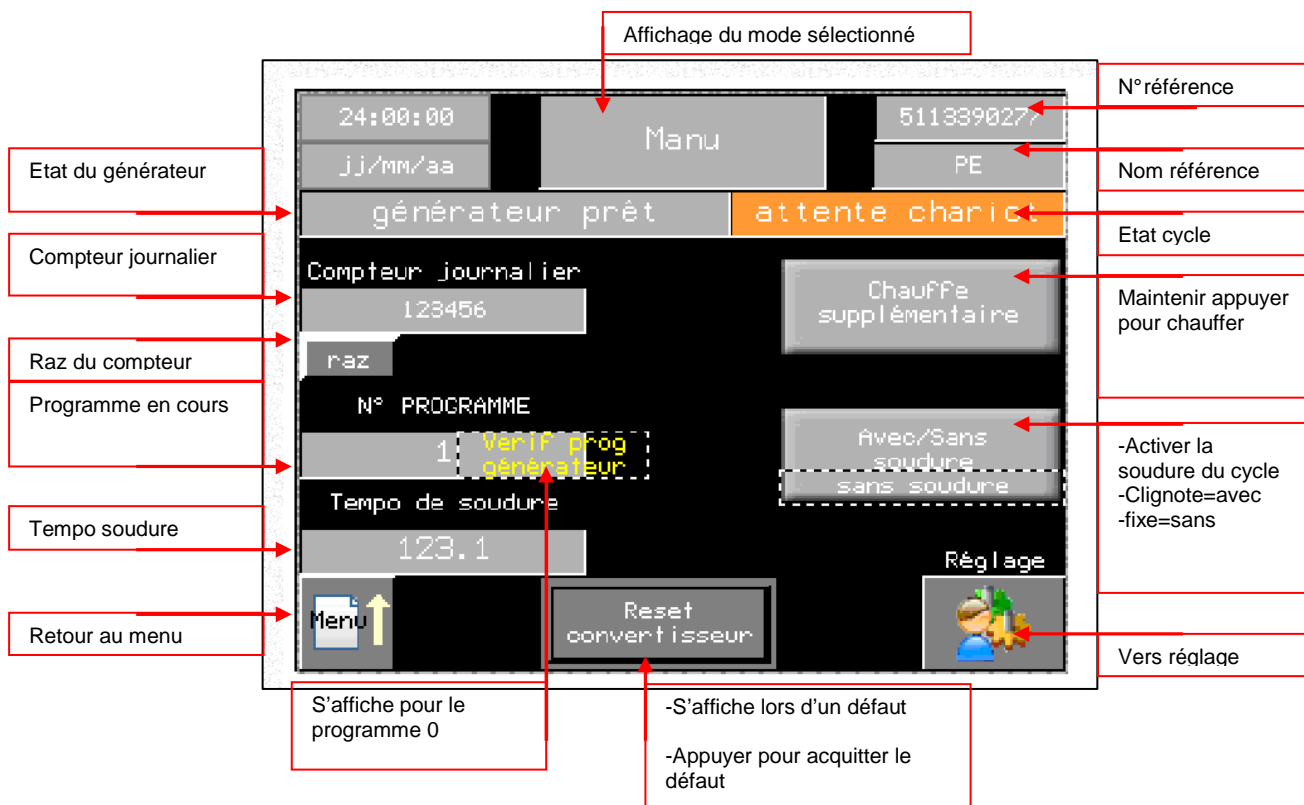 Affichage du mode sélectionné
N° référence
Nom référence
Etat cycle
Maintenir appuyer
pour chauffer
-Activer la
soudure du cycle
-Clignote=avec
-fixe=sans
Vers réglage
Etat du générateur
Compteur journalier
Raz du compteur
Programme en cours
Tempo soudure
Retour au menu
24:00:00
jj/mm/aa
Manu
5113390277
PE
générateur prêt
attente chariot
Compteur journalier
123456
raz
Chauffe
supplémentaire
N° PROGRAMME
1
Verif prog
générateur
Avec/Sans
soudure
sans soudure
Tempo de soudure
123.1
Réglage
Menu
Reset
convertisseur
S'affiche pour le
programme 0
-S'affiche lors d'un défaut
-Appuyer pour acquitter le
défaut